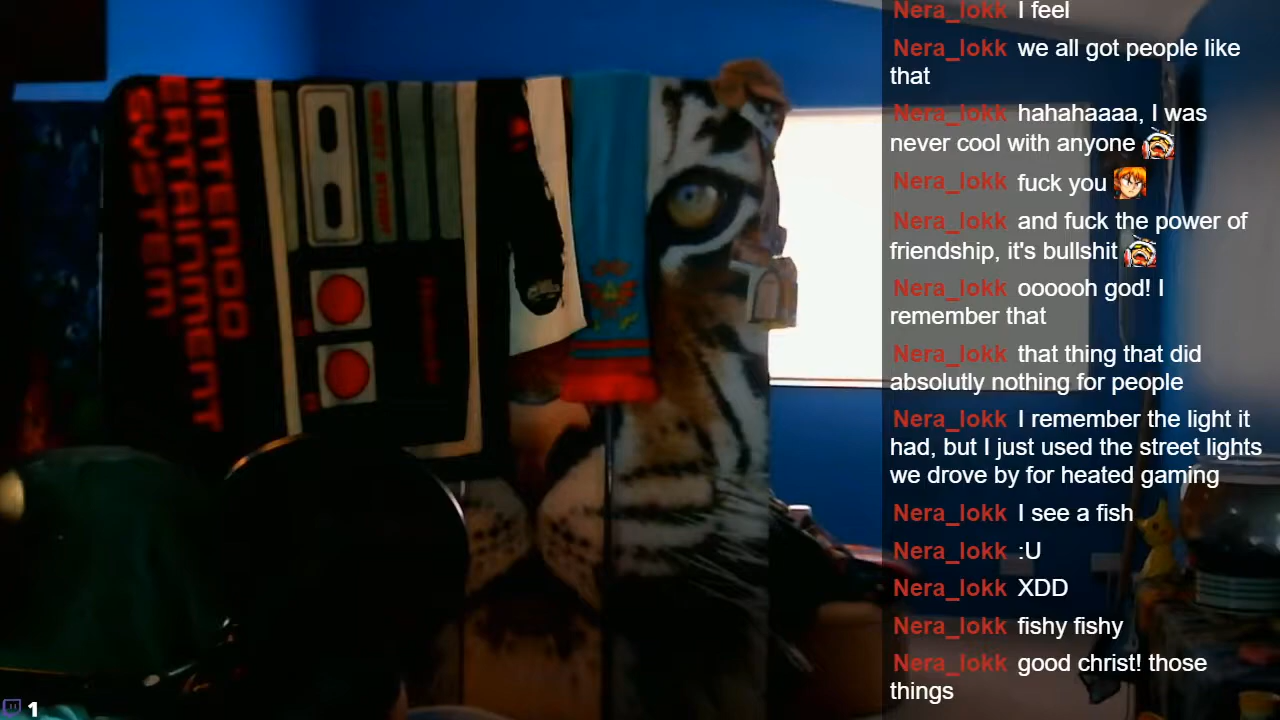 NINTENDO
ENTERTAINMENT
SYSTEM
SELECT START
Nera_lokk I feel
Nera_lokk we all got people like
that
Nera_lokk hahahaaaa, I was
never cool with anyone
Nera_lokk fuck you
Nera_lokk and fuck the power of
friendship, it's bullshit
Nera_lokk oooooh god! I
remember that
Nera_lokk that thing that did
absolutly nothing for people
Nera_lokk I remember the light it
had, but I just used the street lights
we drove by for heated gaming
Nera_lokk I see a fish
Nera_lokk :U
Nera_lokk XDD
Nera_lokk fishy fishy
Nera_lokk good christ! those
things
1